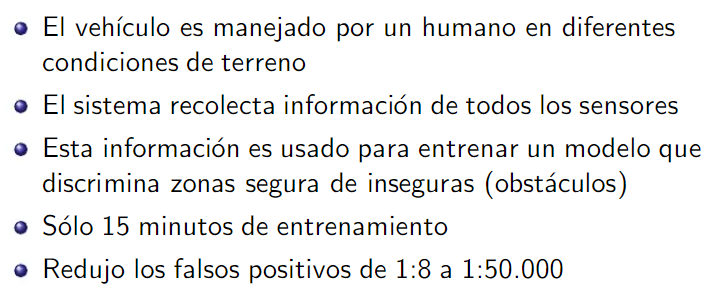 El vehículo es manejado por un humano en diferentes
condiciones de terreno
El sistema recolecta información de todos los sensores
Esta información es usado para entrenar un modelo que
discrimina zonas segura de inseguras (obstáculos)
Sólo 15 minutos de entrenamiento
Redujo los falsos positivos de 1:8 a 1:50.000